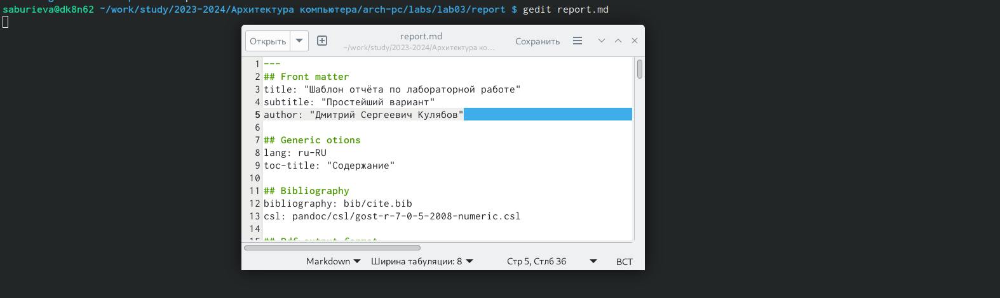 saburieva@dk8n62 ~/work/study/2023-2024/Архитектура компьютера/arch-pc/labs/lab03/report $ gedit report.md
Открыть
report.md
~/work/study/2023-2024/Архитектура ко...
Сохранить
1 ---
2 ## Front matter
3 title: "Шаблон отчёта по лабораторной работе"
4 subtitle: "Простейший вариант"
5 author: "Дмитрий Сергеевич Кулябов"
6
7 ## Generic otions
8 lang: ru-RU
9 toc-title: "Содержание"
10
11 ## Bibliography
12 bibliography: bib/cite.bib
13 csl: pandoc/csl/gost-r-7-0-5-2008-numeric.csl
14
15 ## Pdf output format
Markdown Ширина табуляции: 8 Стр 5, Стлб 36 ВСТ